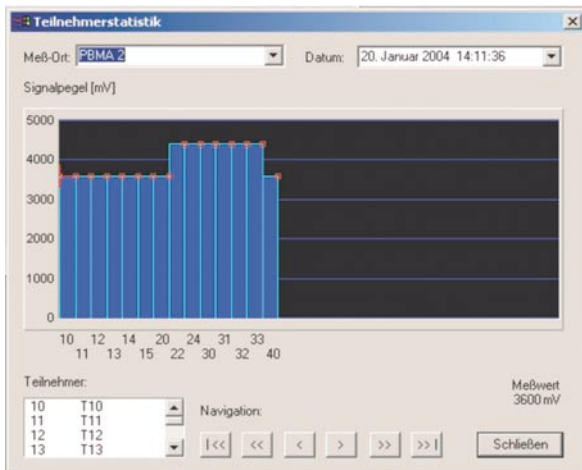 Teilnehmerstatistik
Meß-Ort: PBMA 2 Datum: 20. Januar 2004 14:11:36
Signalpegel [mV]
5000
4000
3000
2000
1000
0
10 12 14 20 24 31 33
11 13 15 22 30 32 40
Teilnehmer:
10 T10
11 T11
12 T12
13 T13
Navigation:
|<< << < > >> >>|
Meßwert
3600 mV
Schließen